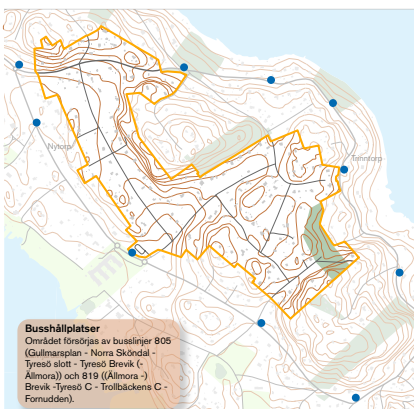 Nytorp
Trinntorp
Busshållplatser
Området försörjas av busslinjer 805
(Gullmarsplan - Norra Sköndal -
Tyresö slott - Tyresö Brevik (-
Ällmora)) och 819 ((Ällmora -)
Brevik -Tyresö C - Trollbäckens C -
Fornudden).